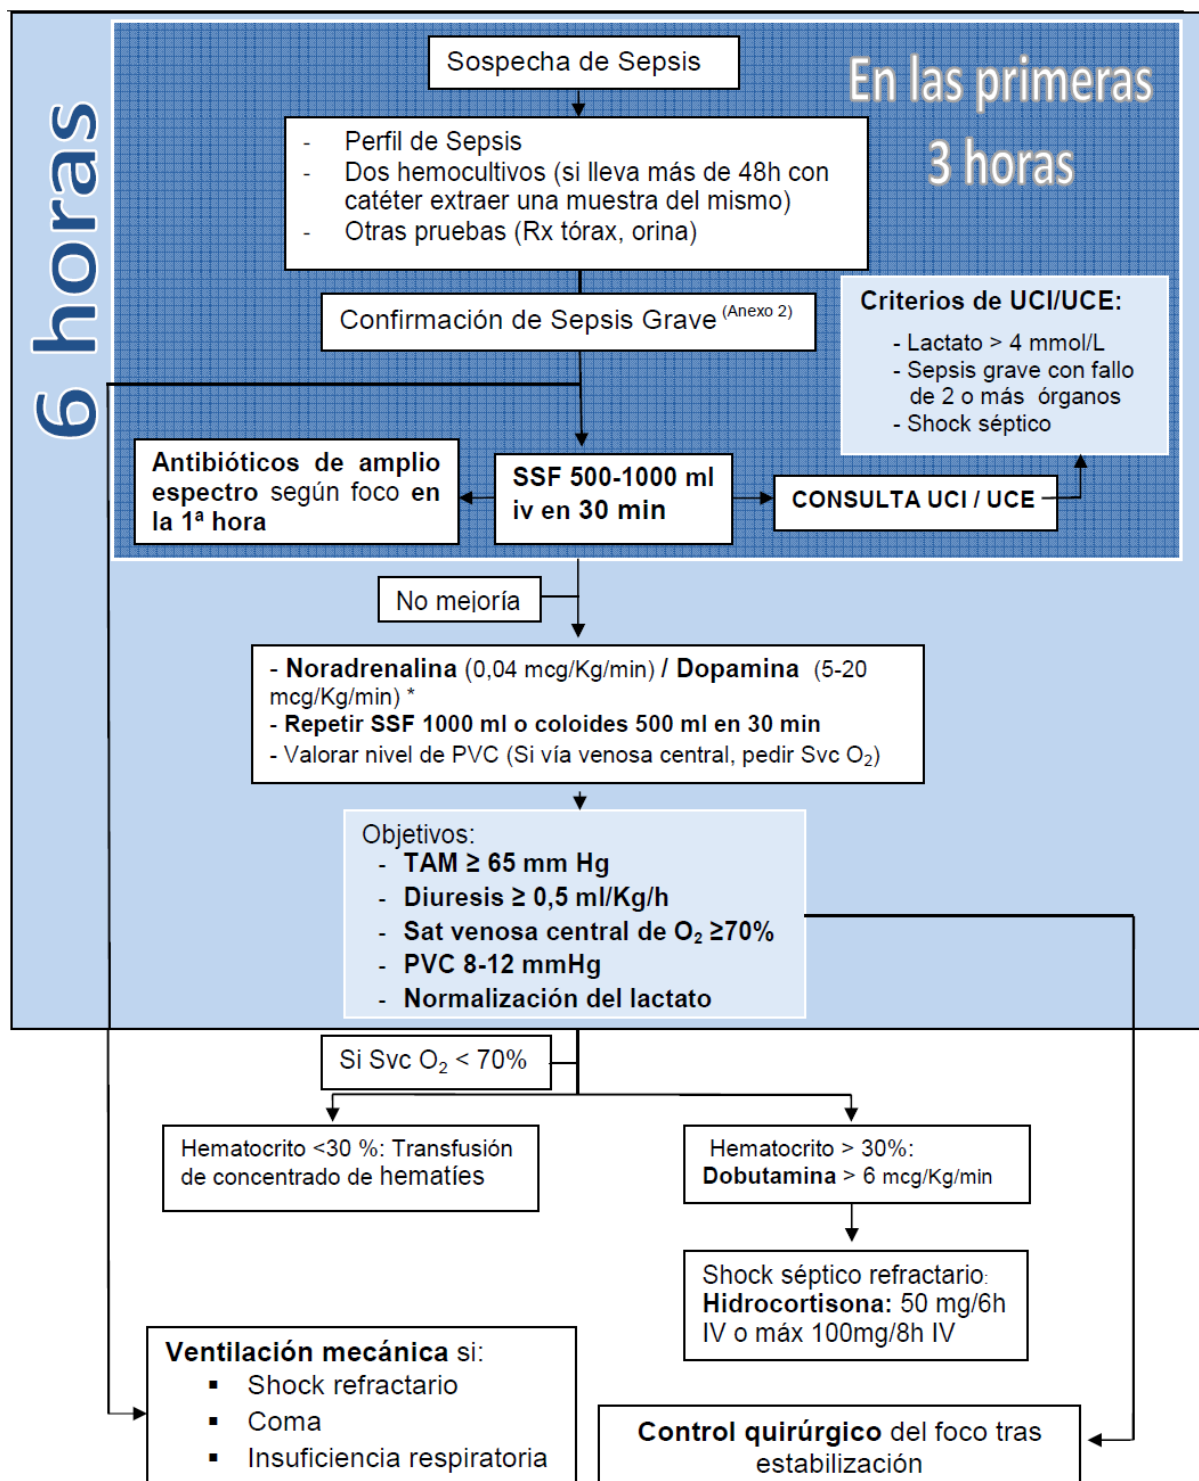 6 horas
En las primeras
3 horas
Sospecha de Sepsis
- Perfil de Sepsis
- Dos hemocultivos (si lleva más de 48h con
catéter extraer una muestra del mismo)
- Otras pruebas (Rx tórax, orina)
Confirmación de Sepsis Grave (Anexo 2)
Criterios de UCI/UCE:
- Lactato > 4 mmol/L
- Sepsis grave con fallo
de 2 o más órganos
- Shock séptico
Antibióticos de amplio
espectro según foco en
la 1ª hora
SSF 500-1000 ml
iv en 30 min
CONSULTA UCI / UCE
No mejoría
- Noradrenalina (0,04 mcg/Kg/min) / Dopamina (5-20
mcg/Kg/min) *
- Repetir SSF 1000 ml o coloides 500 ml en 30 min
- Valorar nivel de PVC (Si vía venosa central, pedir Svc O₂)
Objetivos:
- TAM ≥ 65 mm Hg
- Diuresis ≥ 0,5 ml/Kg/h
- Sat venosa central de O₂ ≥70%
- PVC 8-12 mmHg
- Normalización del lactato
Si Svc O₂ < 70%
Hematocrito <30 %: Transfusión
de concentrado de hematíes
Hematocrito > 30%:
Dobutamina > 6 mcg/Kg/min
Shock séptico refractario:
Hidrocortisona: 50 mg/6h
IV o máx 100mg/8h IV
Ventilación mecánica si:
▪ Shock refractario
▪ Coma
▪ Insuficiencia respiratoria
Control quirúrgico del foco tras
estabilización